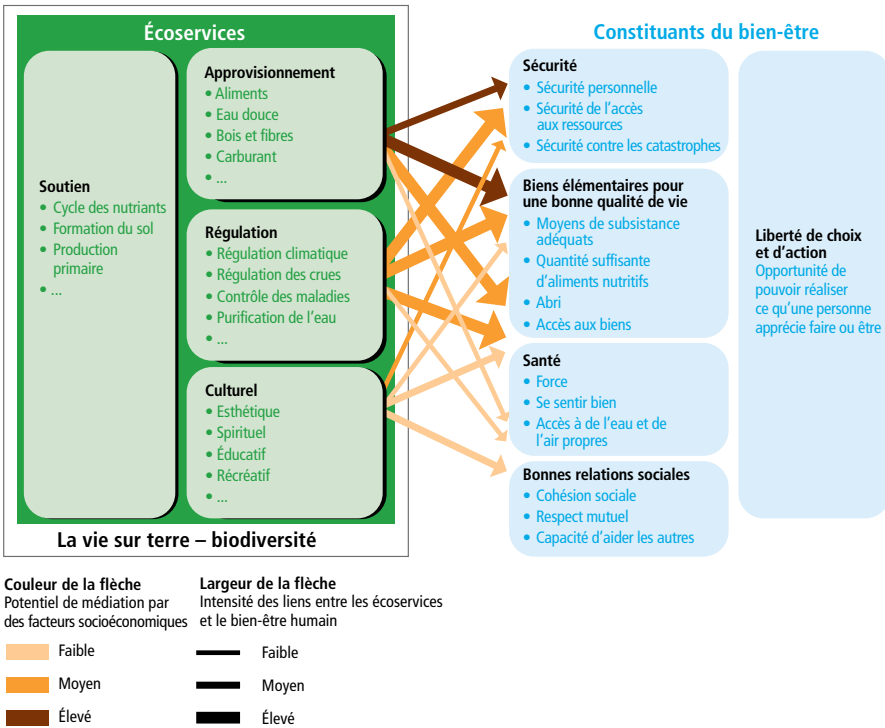 Écoservices
Soutien
• Cycle des nutriants
• Formation du sol
• Production
primaire
• ...
Approvisionnement
• Aliments
• Eau douce
• Bois et fibres
• Carburant
• ...
Régulation
• Régulation climatique
• Régulation des crues
• Contrôle des maladies
• Purification de l'eau
• ...
Culturel
• Esthétique
• Spirituel
• Éducatif
• Récréatif
• ...
La vie sur terre – biodiversité
Constituants du bien-être
Sécurité
• Sécurité personnelle
• Sécurité de l'accès
aux ressources
• Sécurité contre les catastrophes
Biens élémentaires pour
une bonne qualité de vie
• Moyens de subsistance
adéquats
• Quantité suffisante
d'aliments nutritifs
• Abri
• Accès aux biens
Santé
• Force
• Se sentir bien
• Accès à de l'eau et de
l'air propres
Bonnes relations sociales
• Cohésion sociale
• Respect mutuel
• Capacité d'aider les autres
Liberté de choix
et d'action
Opportunité de
pouvoir réaliser
ce qu'une personne
apprécie faire ou être
Couleur de la flèche
Potentiel de médiation par
des facteurs socioéconomiques
Faible
Moyen
Élevé
Largeur de la flèche
Intensité des liens entre les écoservices
et le bien-être humain
Faible
Moyen
Élevé